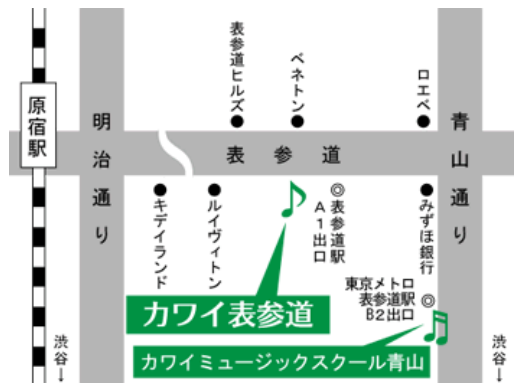 原宿駅
明治通り
表参道ヒルズ
ベネトン
ロエベ
青山通り
表参道
キデイランド
ルイヴィトン
表参道駅
A1出口
みずほ銀行
カワイ表参道
東京メトロ
表参道駅
B2出口
カワイミュージックスクール青山
渋谷↓
渋谷↓